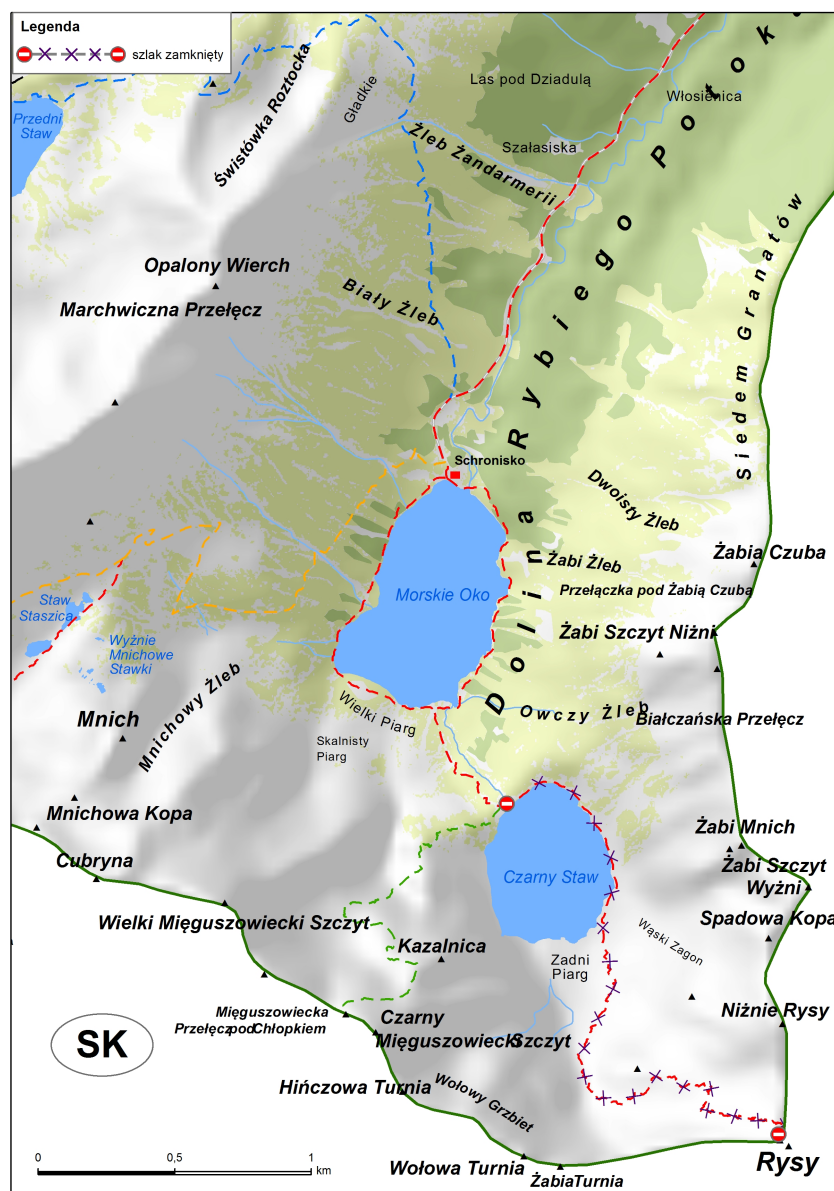 Legenda
szlak zamknięty
Przedni
Staw
Świstówka Roztocka
Gładkie
Las pod Dziadulą
Włosienica
Szałasiska
Żleb Żandarmerii
Dolina Rybiego Potoku
Siedem Granatów
Opalony Wierch
Marchwiczna Przełęcz
Biały Żleb
Schronisko
Dwoisty Żleb
Żabia Czuba
Żabi Żleb
Przełączka pod Żabią Czubą
Morskie Oko
Staw
Staszica
Wyżnie
Mnichowe
Stawki
Żabi Szczyt Niżni
Mnichowy Żleb
Mnich
Wielki Piarg
Owczy Żleb
Białczańska Przełęcz
Skalnisty
Piarg
Mnichowa Kopa
Żabi Mnich
Cubryna
Czarny Staw
Żabi Szczyt
Wyżni
Wielki Mięguszowiecki Szczyt
Spadowa Kopa
Kazalnica
Wąski Zagon
Zadni
Piarg
Mięguszowiecka
Przełęcz pod Chłopkiem
Czarny
Mięguszowiecki Szczyt
Niżnie Rysy
SK
Hińczowa Turnia
Wołowy Grzbiet
Rysy
Wołowa Turnia
Żabia Turnia
0
0,5
1
km